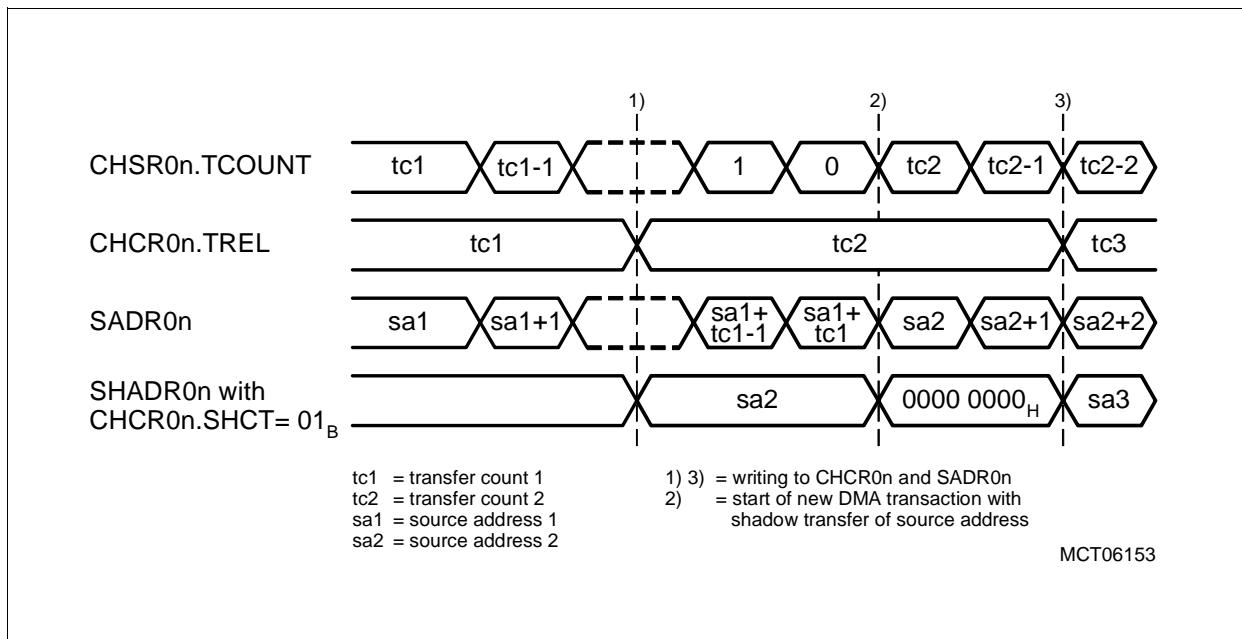 1) 2) 3)
CHSR0n.TCOUNT tc1 tc1-1 1 0 tc2 tc2-1 tc2-2
CHCR0n.TREL tc1 tc2 tc3
SADR0n sa1 sa1+1 sa1+ tc1-1 sa1+ tc1 sa2 sa2+1 sa2+2
SHADR0n with
CHCR0n.SHCT= 01B sa2 0000 0000H sa3
tc1 = transfer count 1
tc2 = transfer count 2
sa1 = source address 1
sa2 = source address 2
1) 3) = writing to CHCR0n and SADR0n
2) = start of new DMA transaction with
shadow transfer of source address
MCT06153